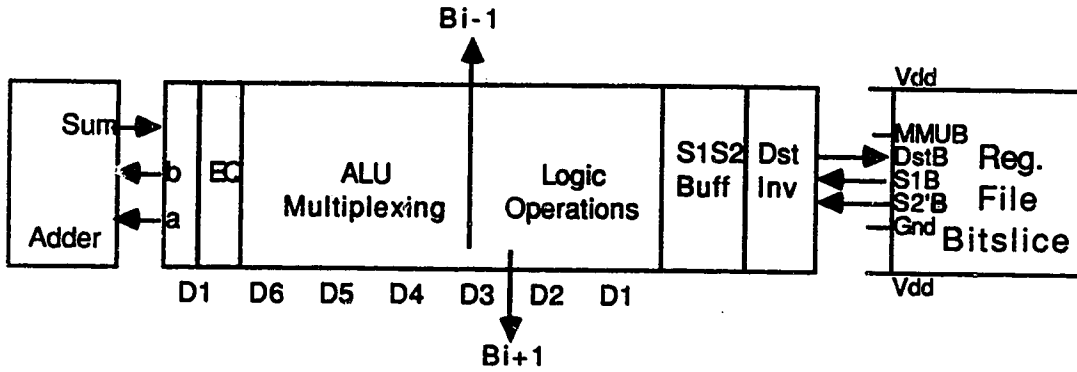 Bi-1
Vdd
Sum
b
a
Adder
EQ
ALU
Multiplexing
Logic
Operations
S1S2
Buff
Dst
Inv
MMUB
DstB
S1B
S2'B
Gnd
Reg.
File
Bitslice
Vdd
D1 D6 D5 D4 D3 D2 D1
Bi+1